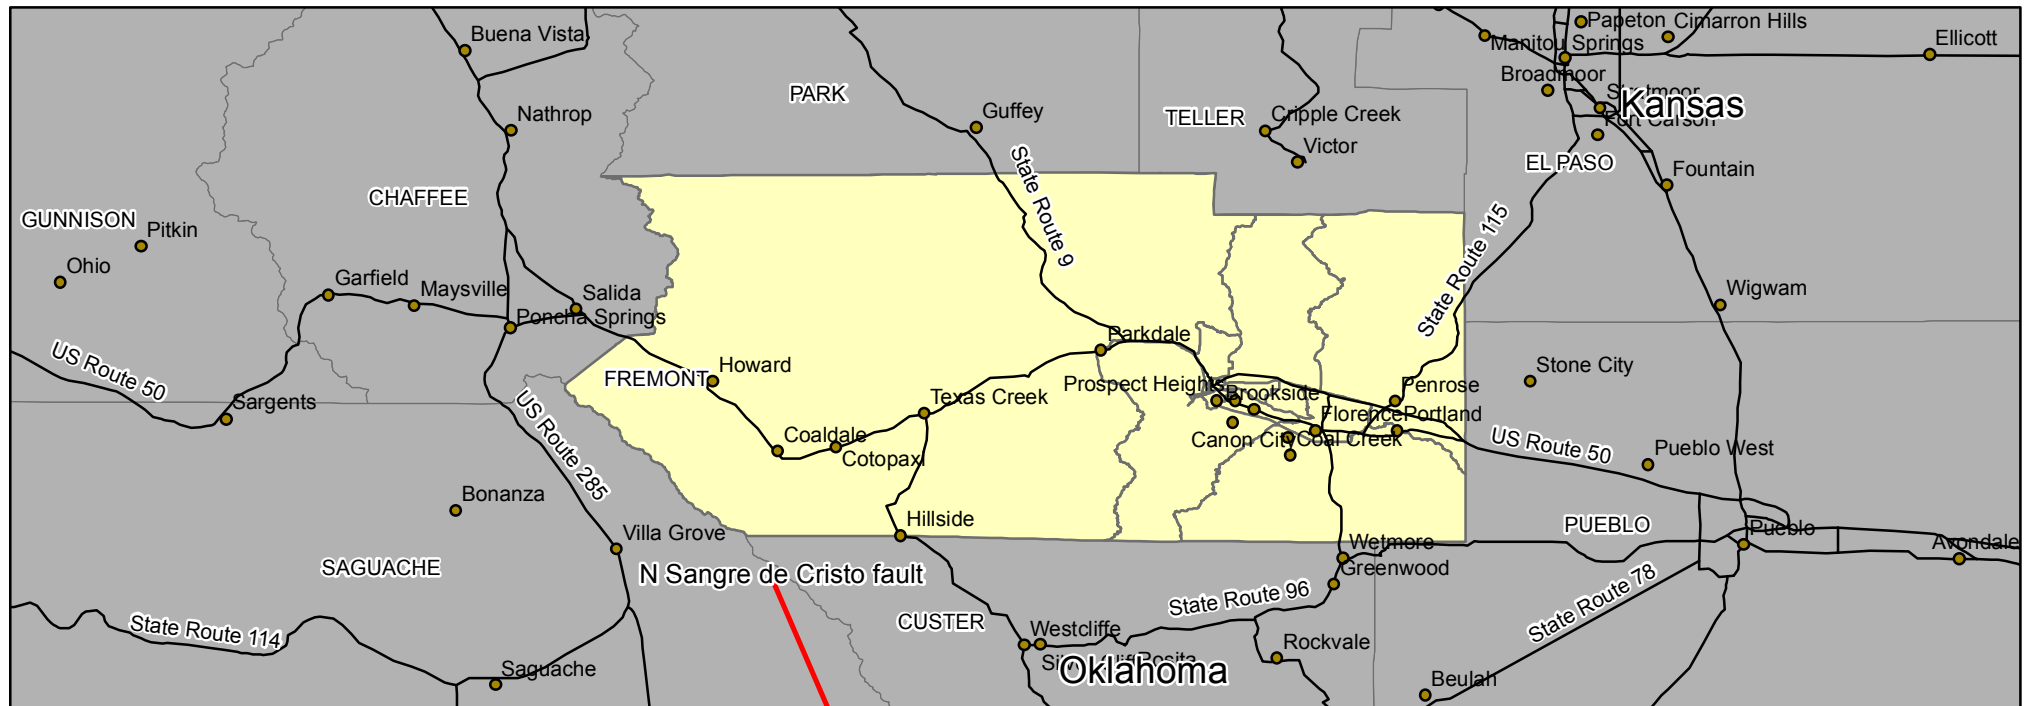 Papeton
Cimarron Hills
Buena Vista
Manitou Springs
Ellicott
Broadmoor
PARK
Kansas
Guffey
Nathrop
TELLER
Cripple Creek
Fort Carson
Victor
EL PASO
Fountain
State Route 9
CHAFFEE
GUNNISON
Pitkin
State Route 115
Ohio
Garfield
Maysville
Salida
Wigwam
Poncha Springs
Parkdale
US Route 50
Howard
Stone City
FREMONT
Prospect Heights
Penrose
Sargents
Texas Creek
Brookside
Florence
Portland
US Route 285
Coaldale
Canon City
Coal Creek
US Route 50
Pueblo West
Cotopaxi
Bonanza
Hillside
PUEBLO
Pueblo
Villa Grove
Wetmore
Avondale
SAGUACHE
N Sangre de Cristo fault
Greenwood
State Route 96
State Route 78
CUSTER
State Route 114
Westcliffe
Rockvale
Rosita
Oklahoma
Saguache
Beulah